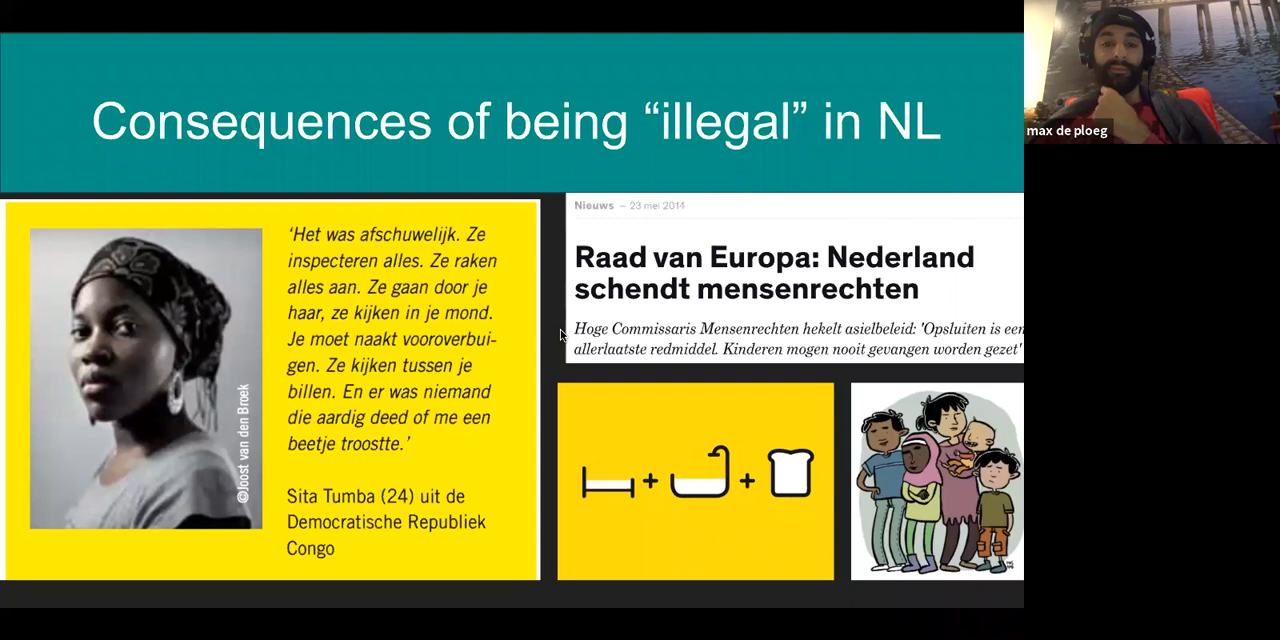 Consequences of being “illegal” in NL
‘Het was afschuwelijk. Ze
inspecteren alles. Ze raken
alles aan. Ze gaan door je
haar, ze kijken in je mond.
Je moet naakt vooroverbui-
gen. Ze kijken tussen je
billen. En er was niemand
die aardig deed of me een
beetje troostte.’
Sita Tumba (24) uit de
Democratische Republiek
Congo
©Joost van den Broek
Nieuws – 23 mei 2014
Raad van Europa: Nederland
schendt mensenrechten
Hoge Commissaris Mensenrechten hekelt asielbeleid: 'Opsluiten is een
allerlaatste redmiddel. Kinderen mogen nooit gevangen worden gezet'
max de ploeg